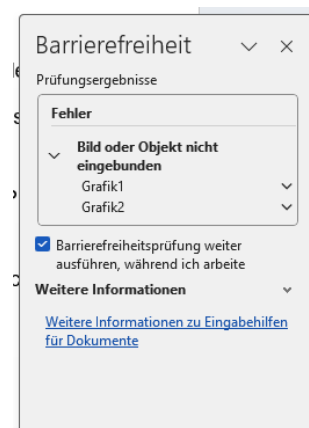 Barrierefreiheit
Prüfungsergebnisse
Fehler
Bild oder Objekt nicht
eingebunden
Grafik1
Grafik2
Barrierefreiheitsprüfung weiter
ausführen, während ich arbeite
Weitere Informationen
Weitere Informationen zu Eingabehilfen
für Dokumente